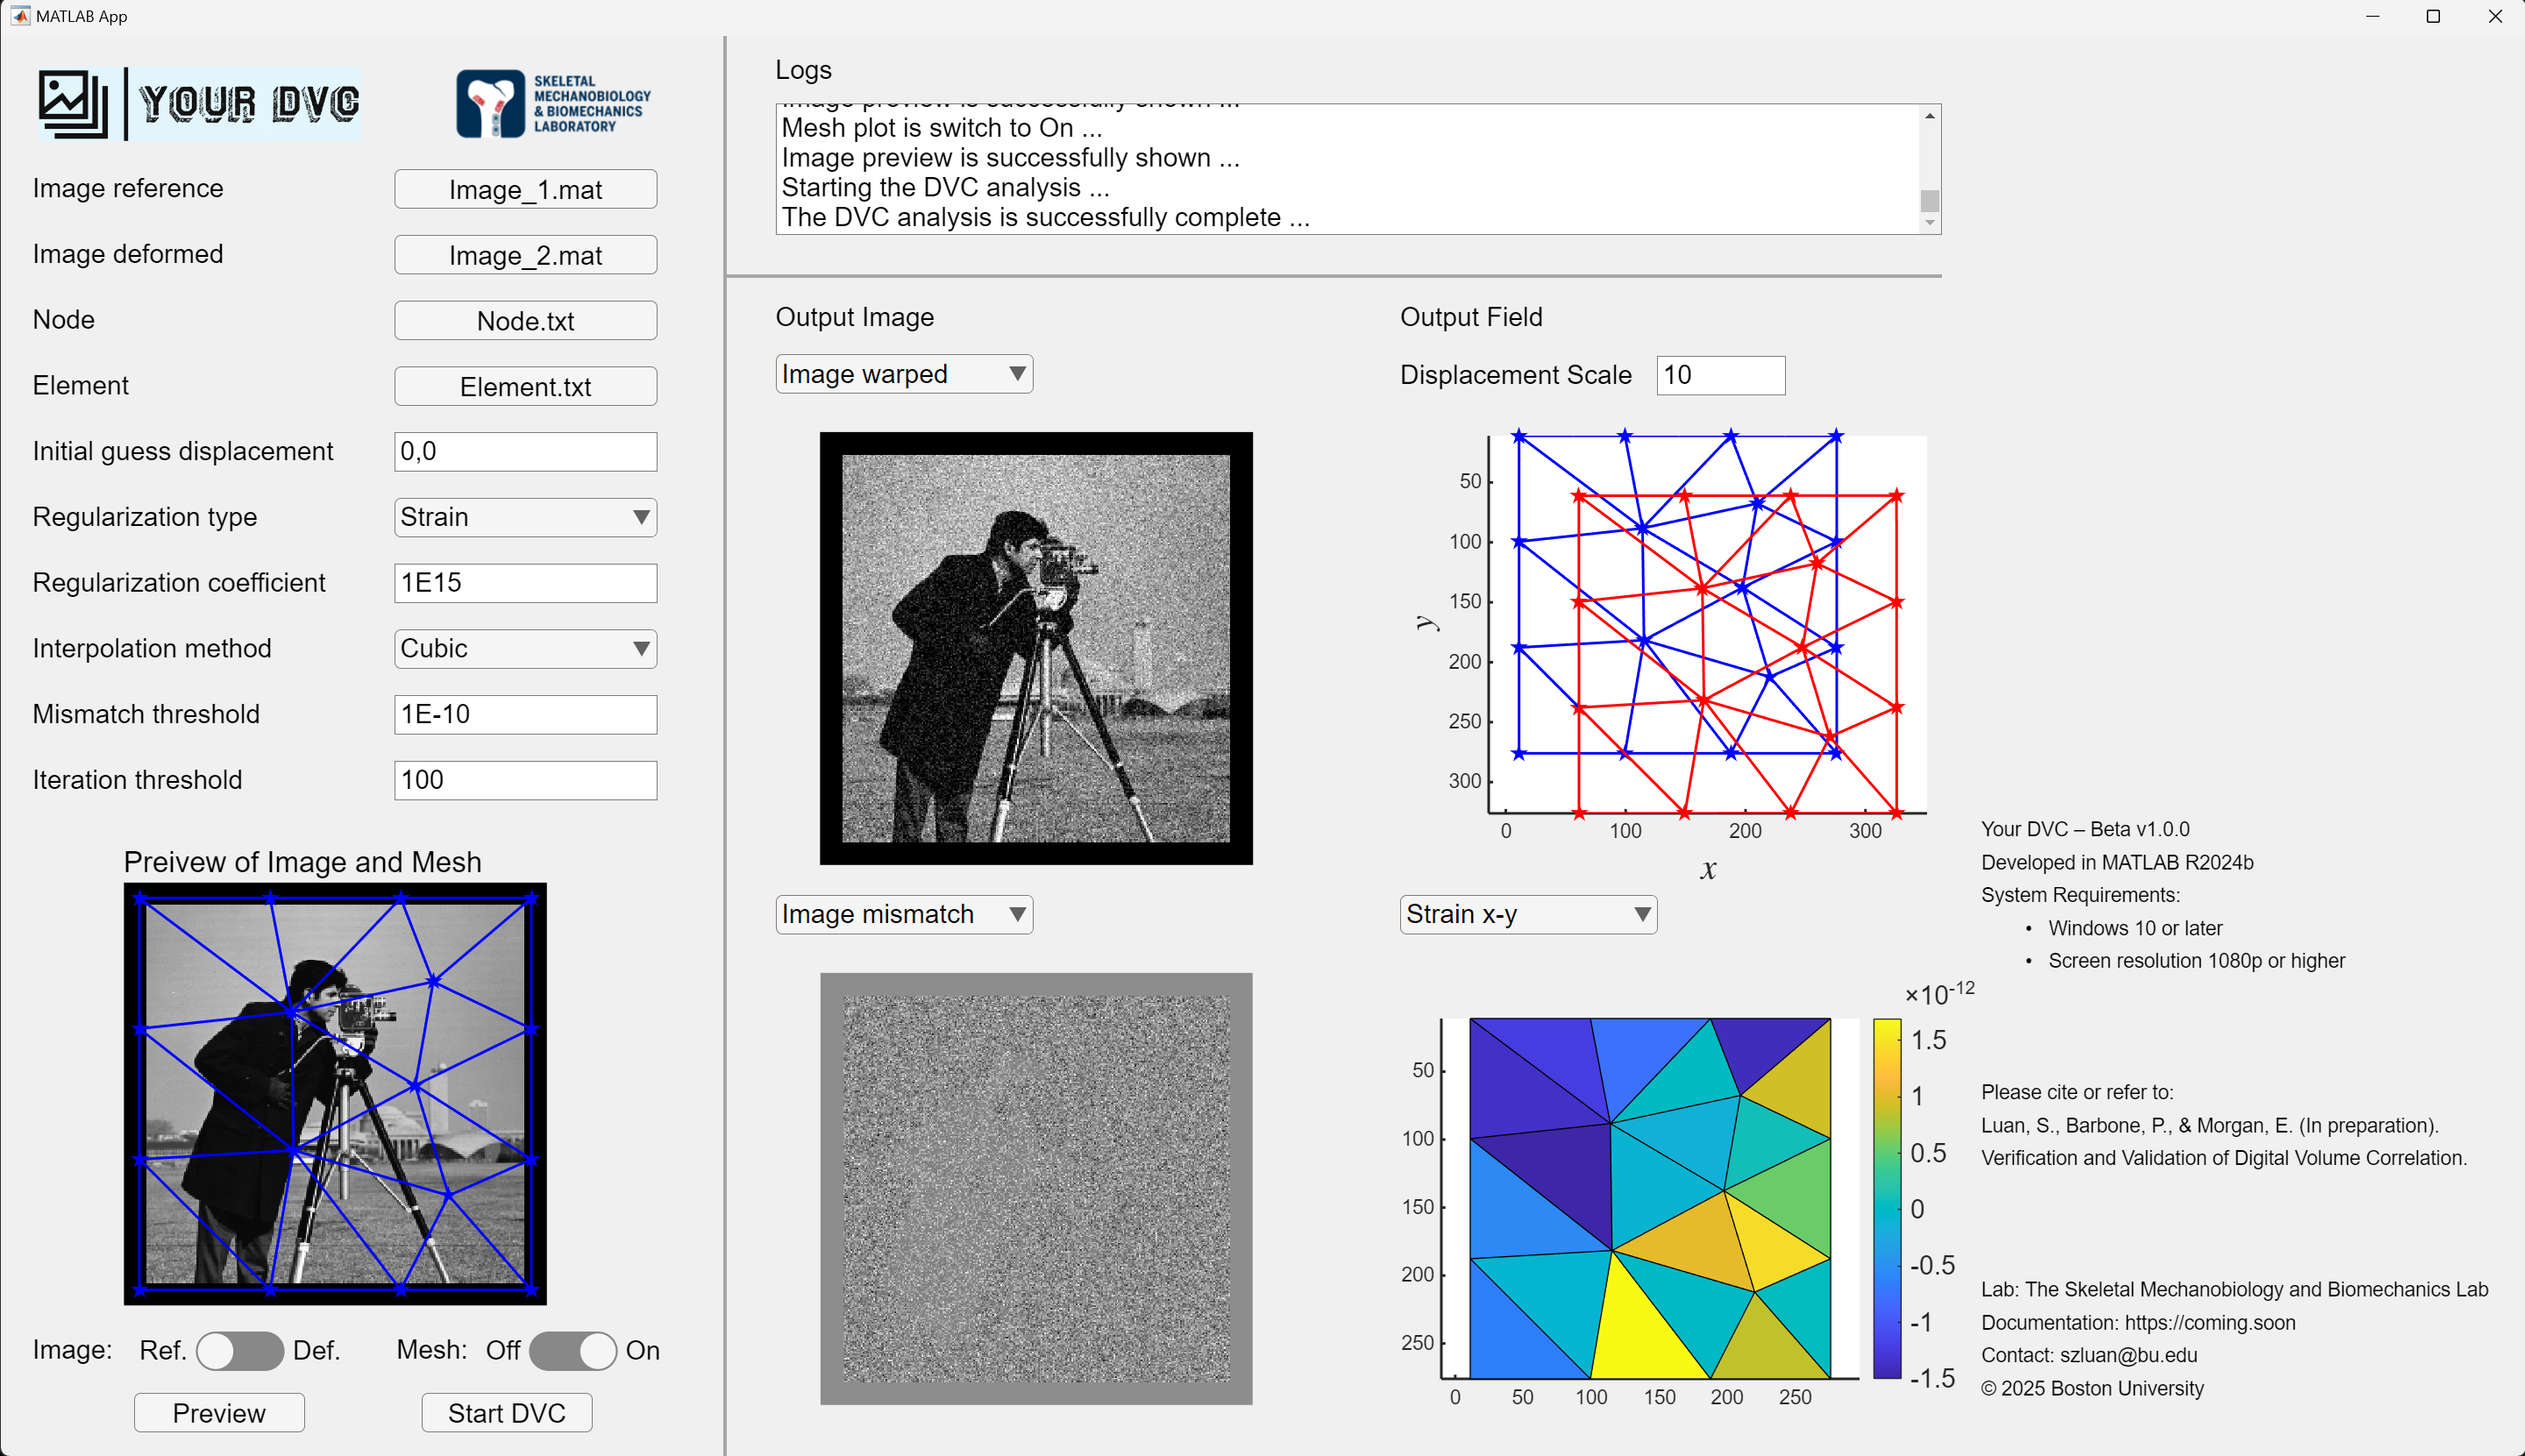 MATLAB App
YOUR DVC
SKELETAL
MECHANOBIOLOGY
& BIOMECHANICS
LABORATORY
Image reference
Image_1.mat
Image deformed
Image_2.mat
Node
Node.txt
Element
Element.txt
Initial guess displacement
0,0
Regularization type
Strain
Regularization coefficient
1E15
Interpolation method
Cubic
Mismatch threshold
1E-10
Iteration threshold
100
Preivew of Image and Mesh
Image: Ref. Def.
Mesh: Off On
Preview
Start DVC
Logs
Image preview is successfully shown ...
Mesh plot is switch to On ...
Image preview is successfully shown ...
Starting the DVC analysis ...
The DVC analysis is successfully complete ...
Output Image
Image warped
Image mismatch
Output Field
Displacement Scale
10
50
100
150
200
250
300
y
0 100 200 300
x
Strain x-y
50
100
150
200
250
0 50 100 150 200 250
×10-12
1.5
1
0.5
0
-0.5
-1
-1.5
Your DVC – Beta v1.0.0
Developed in MATLAB R2024b
System Requirements:
• Windows 10 or later
• Screen resolution 1080p or higher
Please cite or refer to:
Luan, S., Barbone, P., & Morgan, E. (In preparation).
Verification and Validation of Digital Volume Correlation.
Lab: The Skeletal Mechanobiology and Biomechanics Lab
Documentation: https://coming.soon
Contact: szluan@bu.edu
© 2025 Boston University